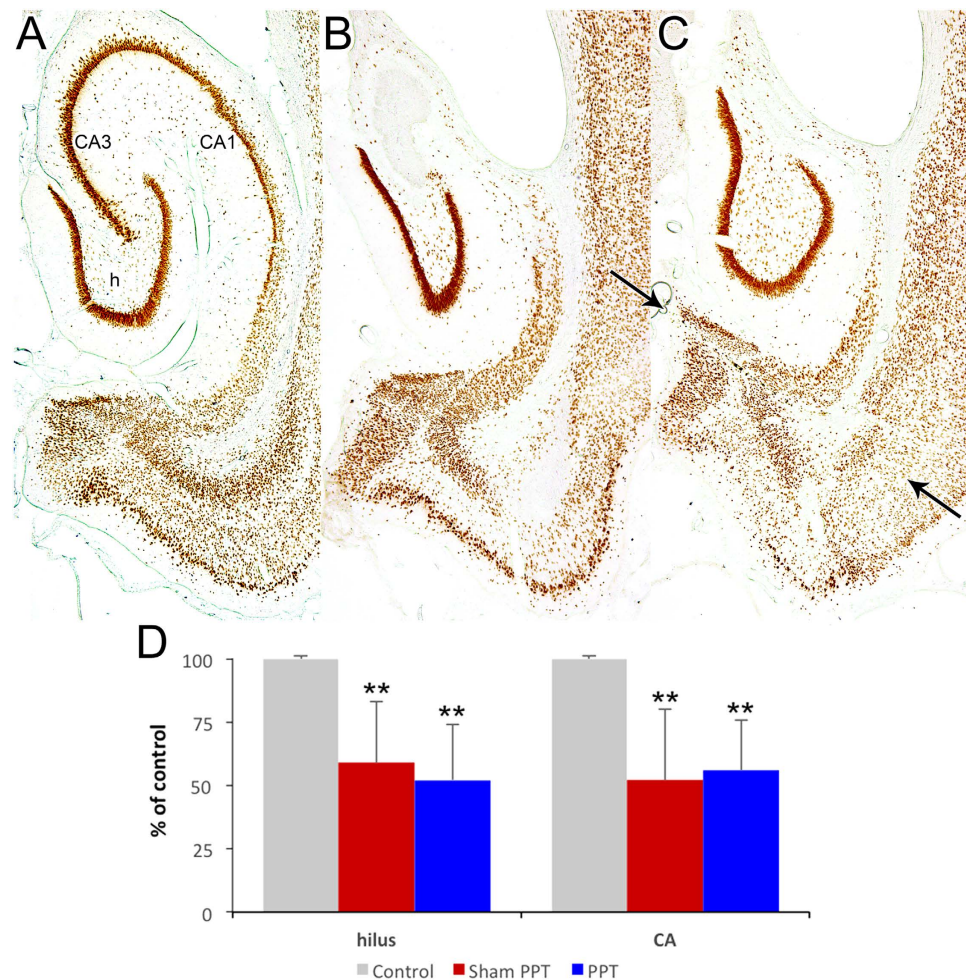 A B C
CA3 CA1
h
D
100
75
50
25
0
% of control
** ** ** **
hilus CA
Control Sham PPT PPT